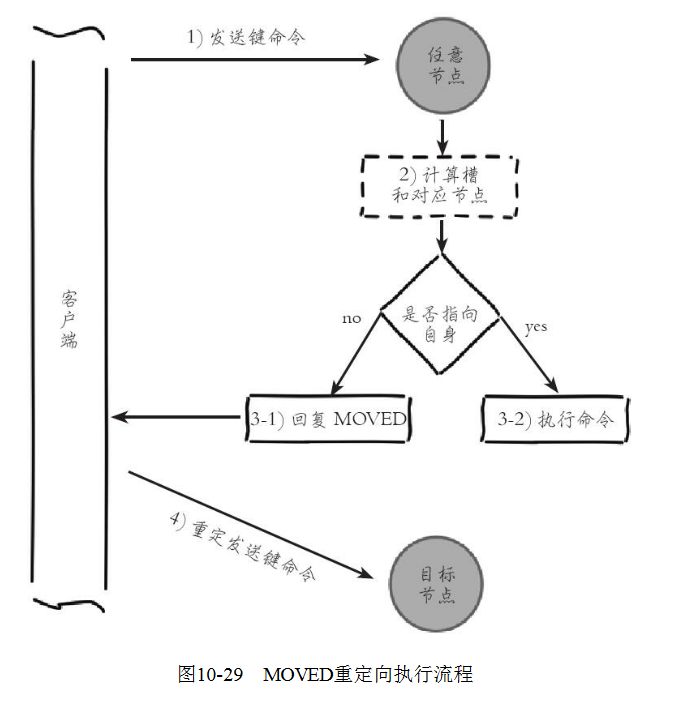 1) 发送键命令
任意
节点
2) 计算槽
和对应节点
客
户
端
是否指向
自身
no
yes
3-1) 回复 MOVED
3-2) 执行命令
4) 重定发送键命令
目标
节点
图10-29 MOVED重定向执行流程